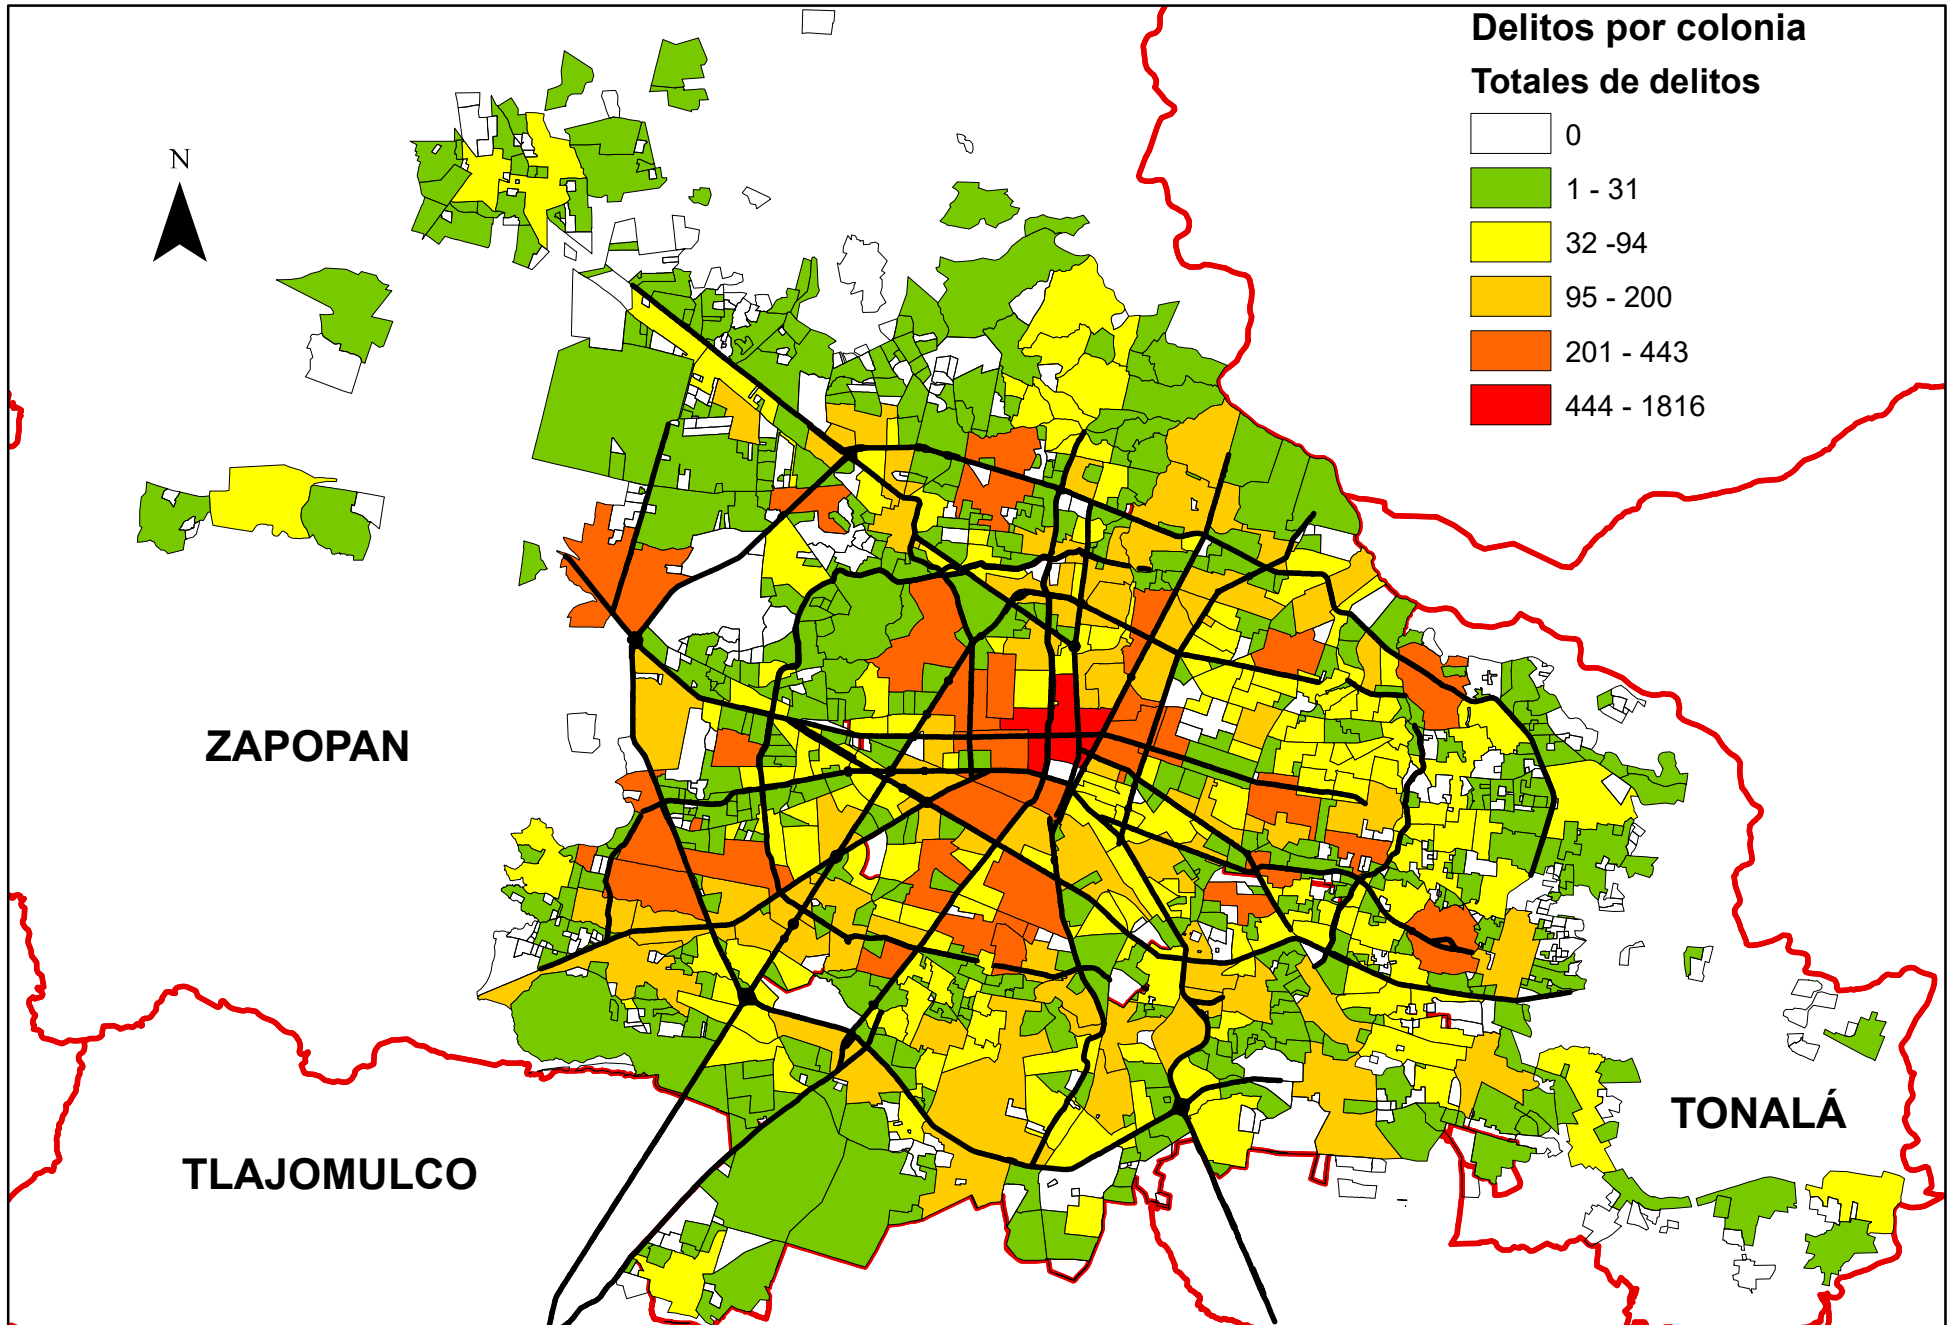 Delitos por colonia
Totales de delitos
0
1 - 31
32 -94
95 - 200
201 - 443
444 - 1816
N
ZAPOPAN
TONALÁ
TLAJOMULCO